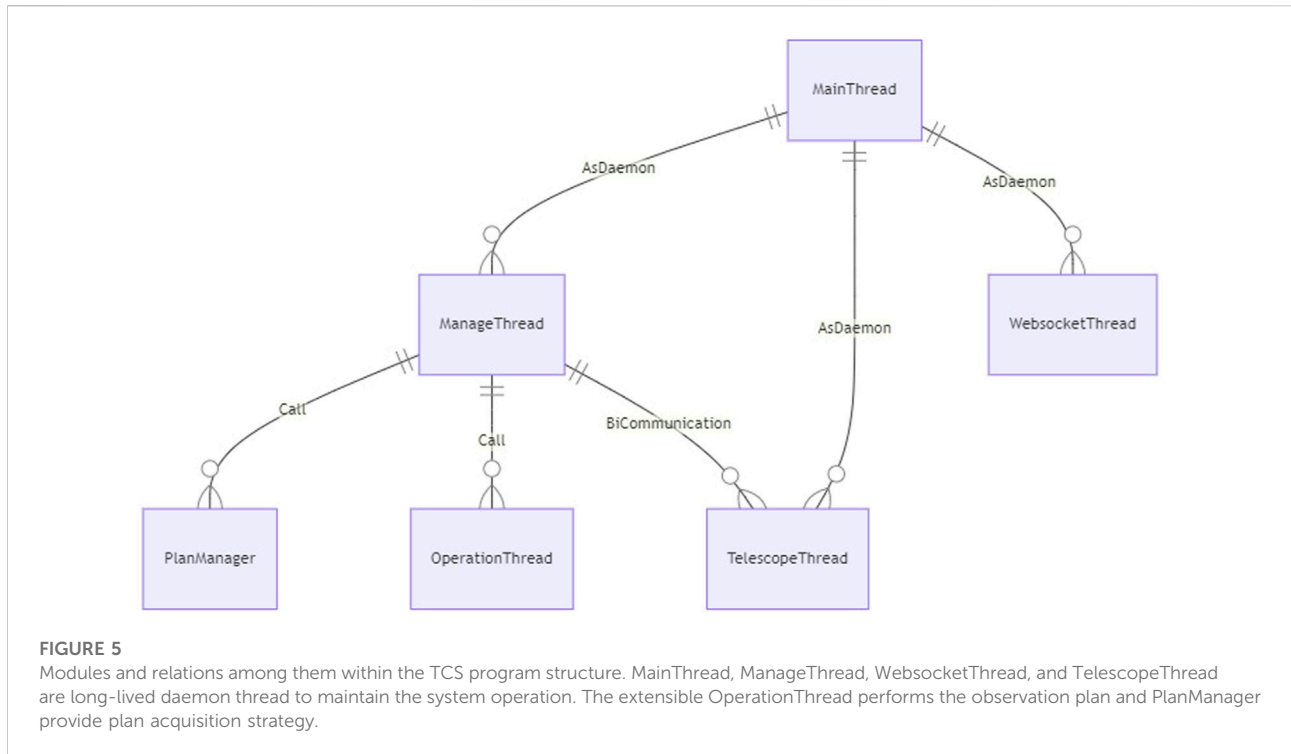 MainThread
AsDaemon
AsDaemon
ManageThread
WebsocketThread
AsDaemon
Call
BiCommunication
Call
PlanManager
OperationThread
TelescopeThread
FIGURE 5
Modules and relations among them within the TCS program structure. MainThread, ManageThread, WebsocketThread, and TelescopeThread
are long-lived daemon thread to maintain the system operation. The extensible OperationThread performs the observation plan and PlanManager
provide plan acquisition strategy.